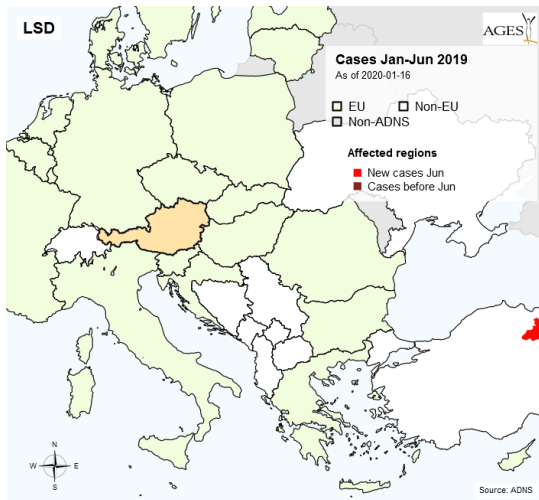 LSD
AGES
Cases Jan-Jun 2019
As of 2020-01-16
EU
Non-EU
Non-ADNS
Affected regions
New cases Jun
Cases before Jun
N
W
E
S
Source: ADNS